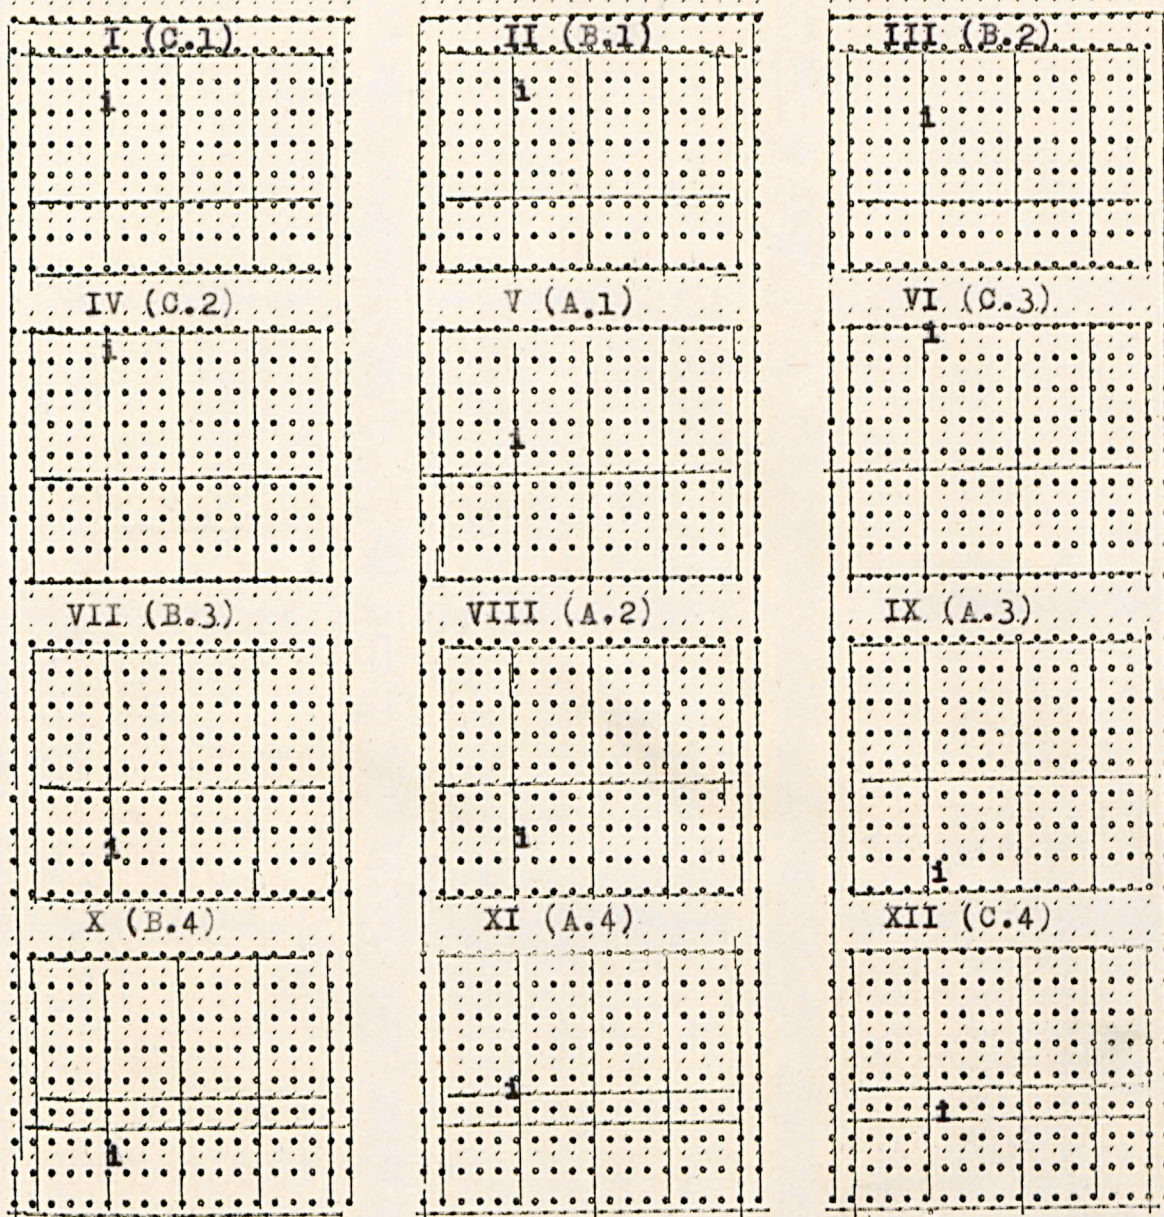 I (C.1) II (B.1) III (B.2)
i i i
IV (C.2) V (A.1) VI (C.3)
i i i
VII (B.3) VIII (A.2) IX (A.3)
i i i
X (B.4) XI (A.4) XII (C.4)
i i i